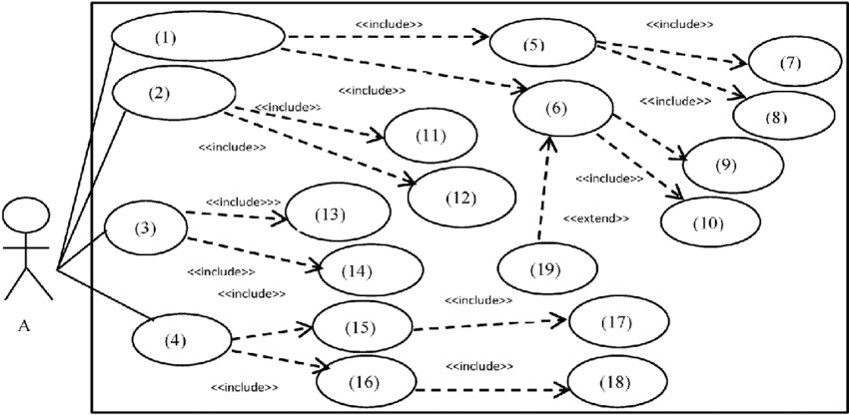 <<include>>
<<include>>
(1)
(5)
(7)
<<include>>
(2)
<<include>>
<<include>>
(6)
(8)
(11)
<<include>>
(9)
<<include>>
(12)
<<include>>>
(13)
(10)
(3)
<<extend>>
<<include>>
(14)
(19)
<<include>>
<<include>>
A
(15)
(17)
(4)
<<include>>
(16)
(18)
<<include>>